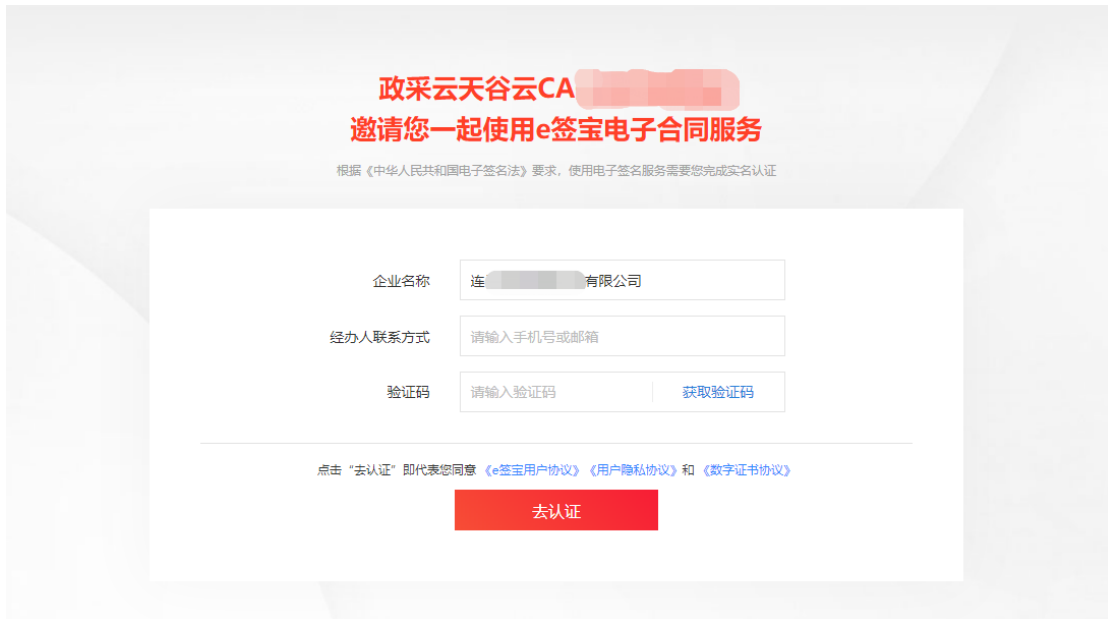 政采云天谷云CA
邀请您一起使用e签宝电子合同服务
根据《中华人民共和国电子签名法》要求，使用电子签名服务需要您完成实名认证
企业名称 连 有限公司
经办人联系方式 请输入手机号或邮箱
验证码 请输入验证码 获取验证码
点击“去认证”即代表您同意《e签宝用户协议》《用户隐私协议》和《数字证书协议》
去认证